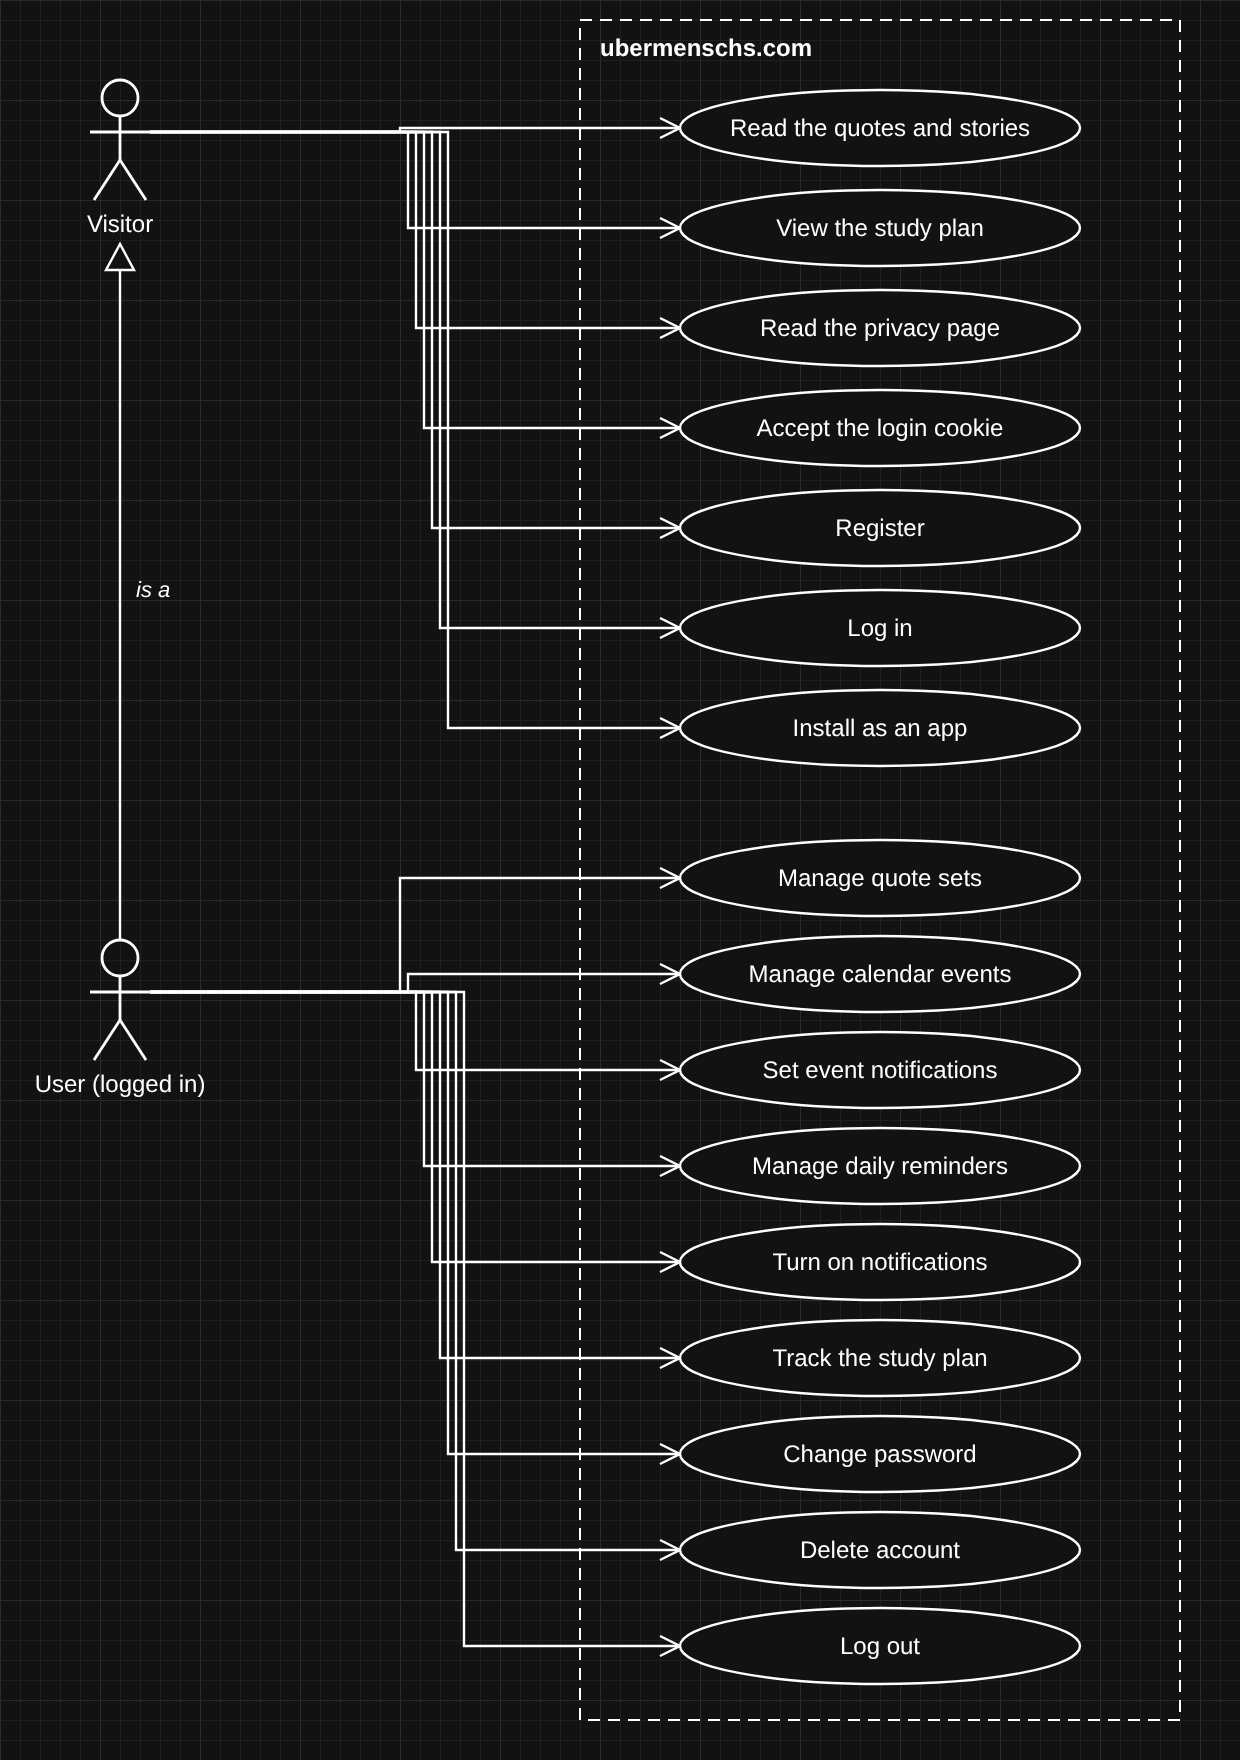 ubermenschs.com
Visitor
Read the quotes and stories
View the study plan
Read the privacy page
Accept the login cookie
Register
is a
Log in
Install as an app
Manage quote sets
User (logged in)
Manage calendar events
Set event notifications
Manage daily reminders
Turn on notifications
Track the study plan
Change password
Delete account
Log out